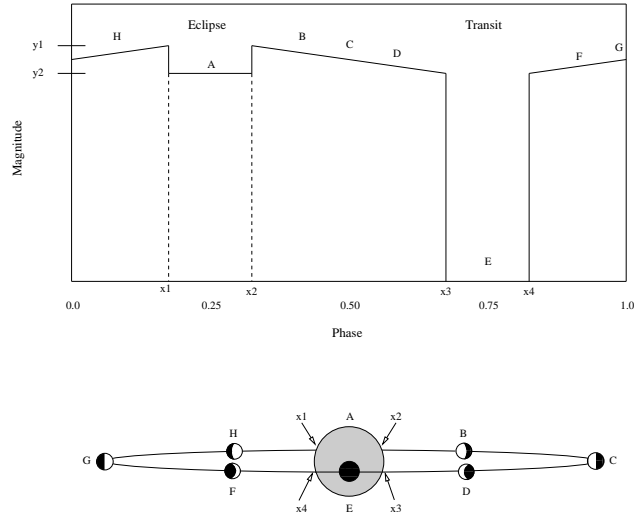 Eclipse Transit
y1 H B C D F G
y2 A
Magnitude
E
x1 x2 x3 x4
0.0 0.25 0.50 0.75 1.0
Phase
x1 A x2
H B
G C
F D
x4 E x3